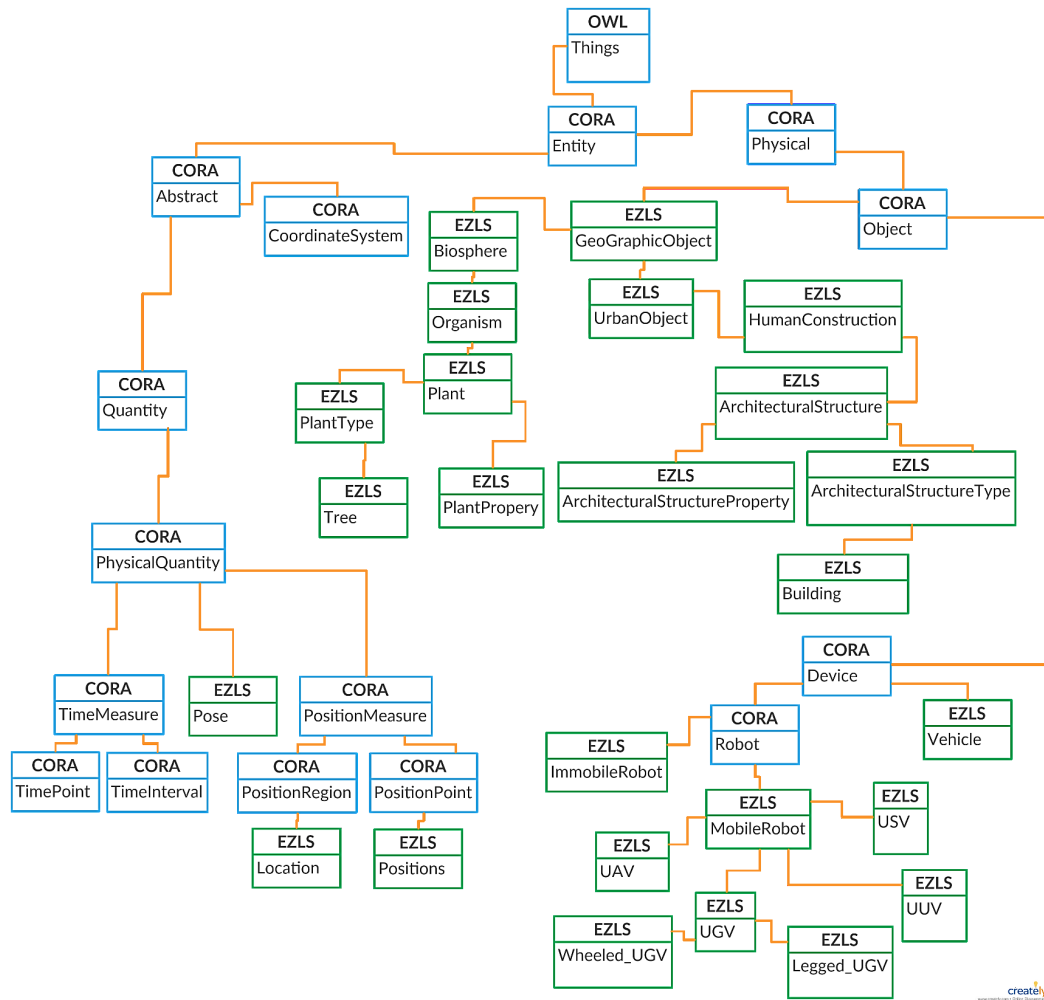 OWL
Things
CORA
Entity
CORA
Physical
CORA
Abstract
CORA
CoordinateSystem
CORA
Object
EZLS
GeoGraphicObject
EZLS
Biosphere
EZLS
Organism
EZLS
UrbanObject
EZLS
HumanConstruction
EZLS
Plant
EZLS
ArchitecturalStructure
CORA
Quantity
EZLS
PlantType
EZLS
PlantPropery
EZLS
ArchitecturalStructureProperty
EZLS
ArchitecturalStructureType
EZLS
Tree
CORA
PhysicalQuantity
EZLS
Building
CORA
Device
CORA
TimeMeasure
EZLS
Pose
CORA
PositionMeasure
CORA
Robot
EZLS
Vehicle
EZLS
ImmobileRobot
CORA
TimePoint
CORA
TimeInterval
CORA
PositionRegion
CORA
PositionPoint
EZLS
MobileRobot
EZLS
USV
EZLS
Location
EZLS
Positions
EZLS
UAV
EZLS
UUV
EZLS
UGV
EZLS
Wheeled_UGV
EZLS
Legged_UGV
creately